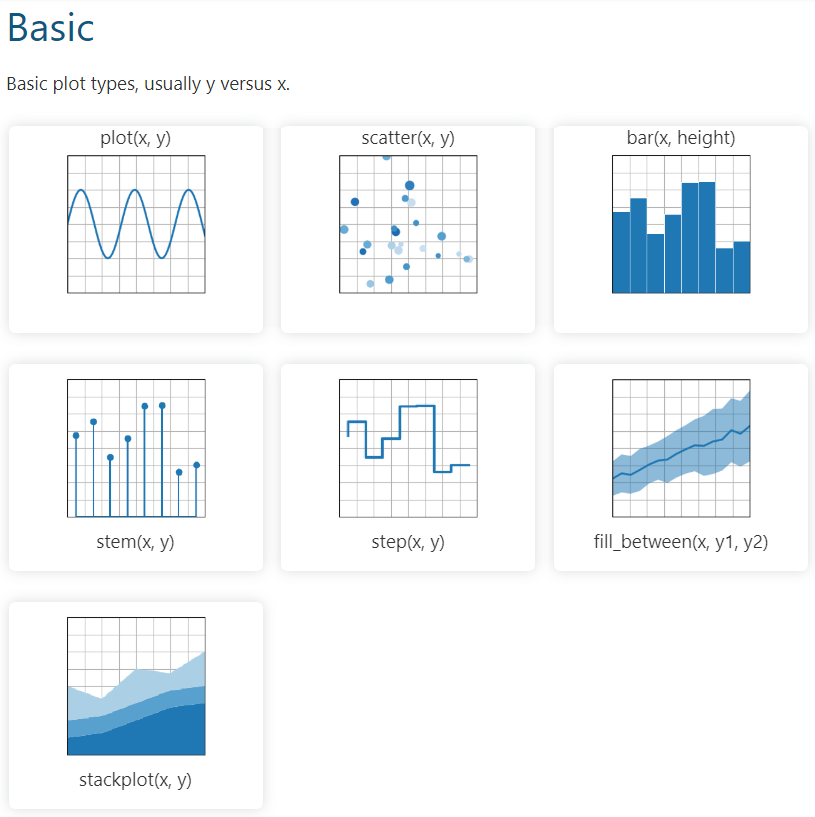 Basic
Basic plot types, usually y versus x.
plot(x, y)
scatter(x, y)
bar(x, height)
stem(x, y)
step(x, y)
fill_between(x, y1, y2)
stackplot(x, y)